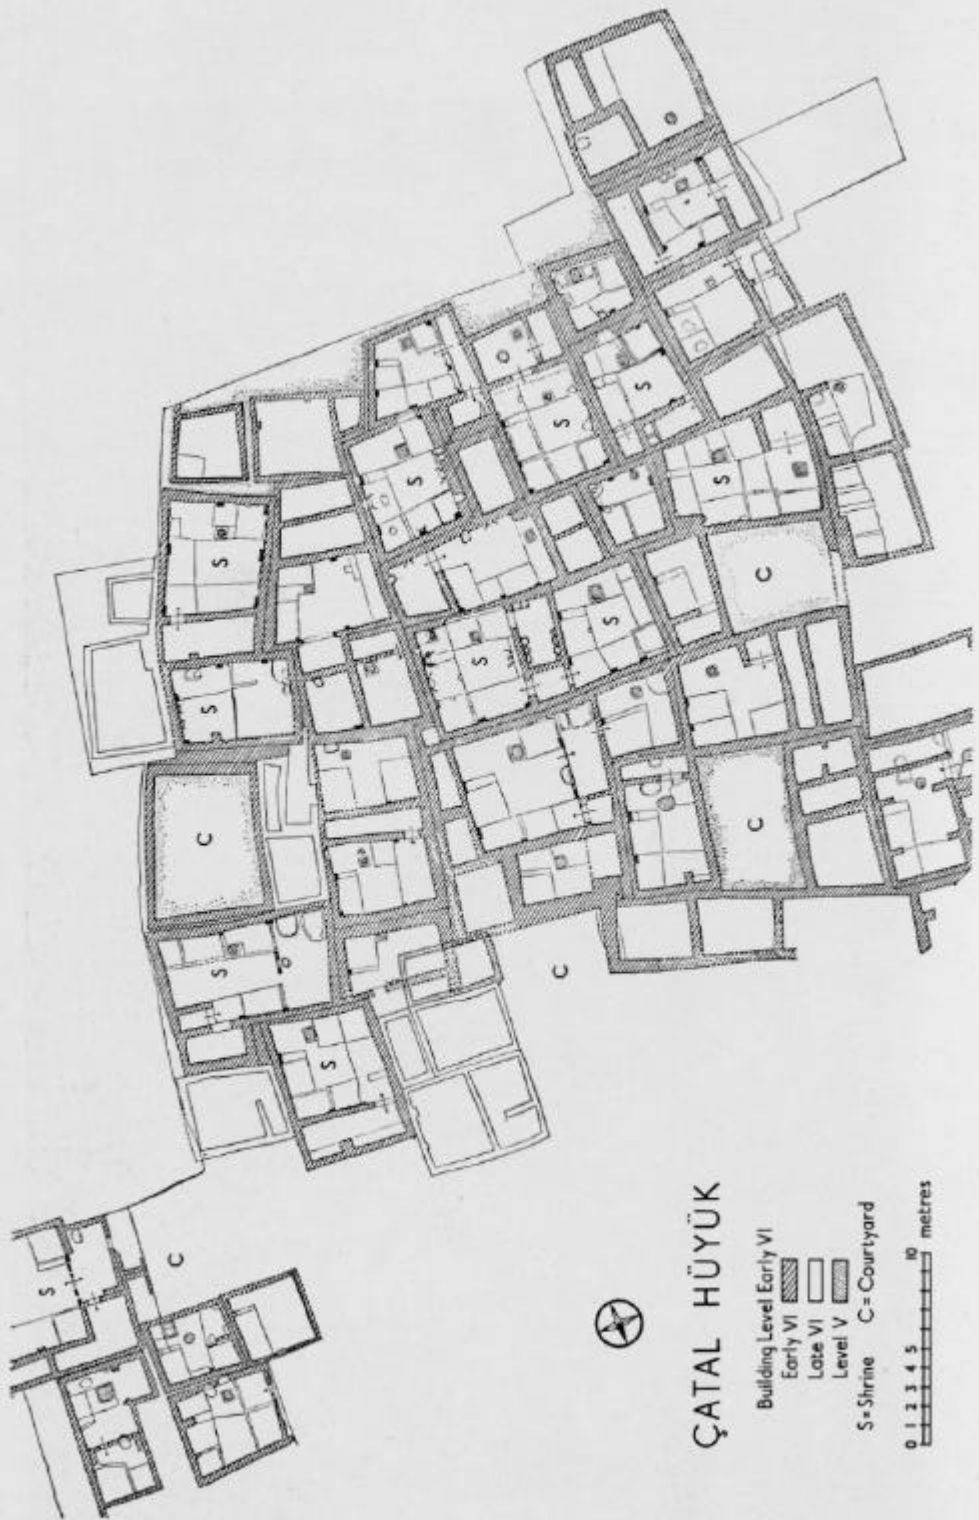 S
C
C
S
S
S
S
S
S
C
S
S
S
S
C
C
ÇATAL HÜYÜK
Building Level Early VI
Early VI
Late VI
Level V
S=Shrine C=Courtyard
0 1 2 3 4 5 10 metres